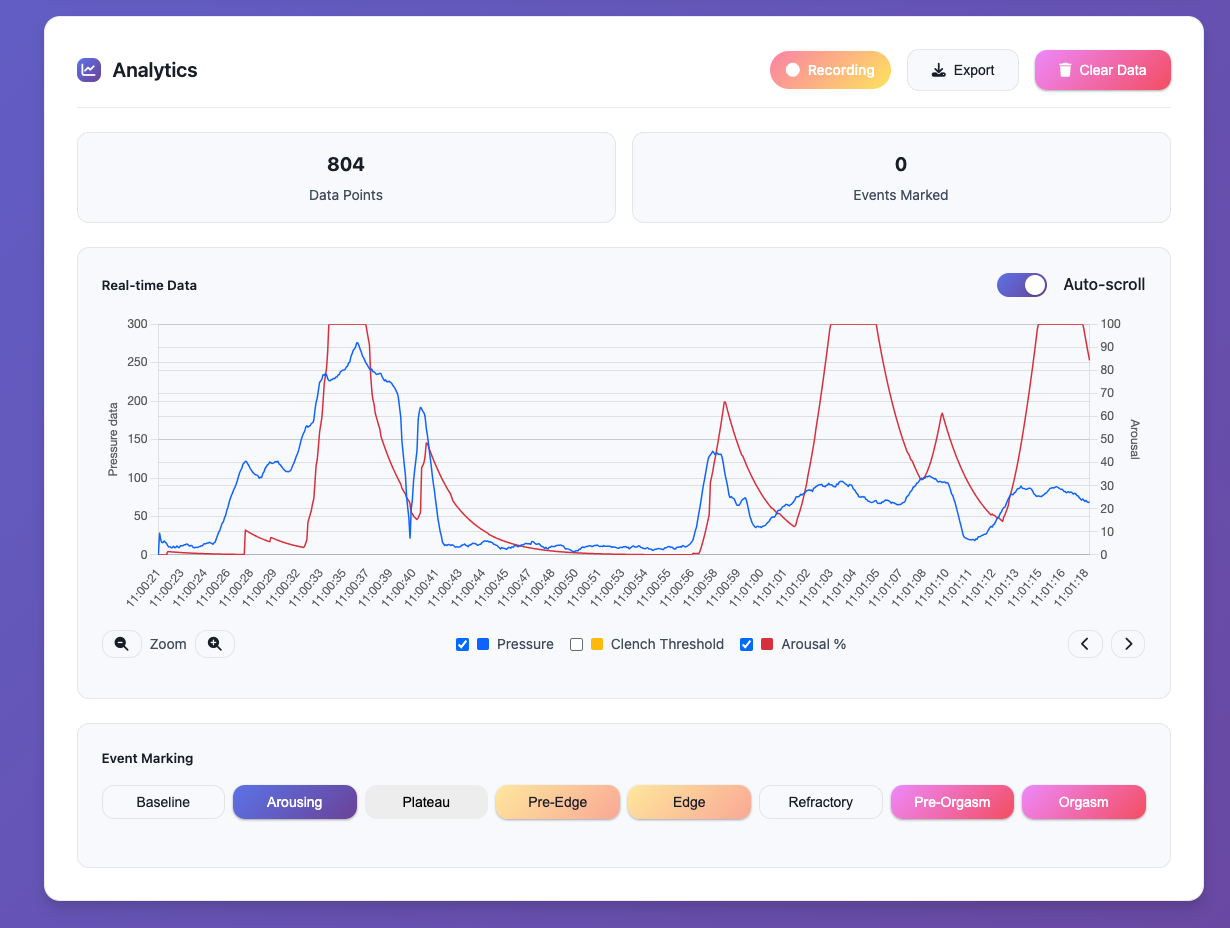 Analytics
Recording
Export
Clear Data
804
Data Points
0
Events Marked
Real-time Data
Auto-scroll
300
250
200
150
100
50
0
Pressure data
100
90
80
70
60
50
40
30
20
10
0
Arousal
11:00:21
11:00:23
11:00:24
11:00:26
11:00:28
11:00:29
11:00:32
11:00:33
11:00:35
11:00:37
11:00:39
11:00:40
11:00:41
11:00:43
11:00:44
11:00:45
11:00:47
11:00:48
11:00:50
11:00:51
11:00:53
11:00:54
11:00:55
11:00:56
11:00:58
11:00:59
11:01:00
11:01:01
11:01:02
11:01:03
11:01:04
11:01:05
11:01:07
11:01:08
11:01:10
11:01:11
11:01:12
11:01:13
11:01:15
11:01:16
11:01:18
Zoom
Pressure
Clench Threshold
Arousal %
Event Marking
Baseline
Arousing
Plateau
Pre-Edge
Edge
Refractory
Pre-Orgasm
Orgasm